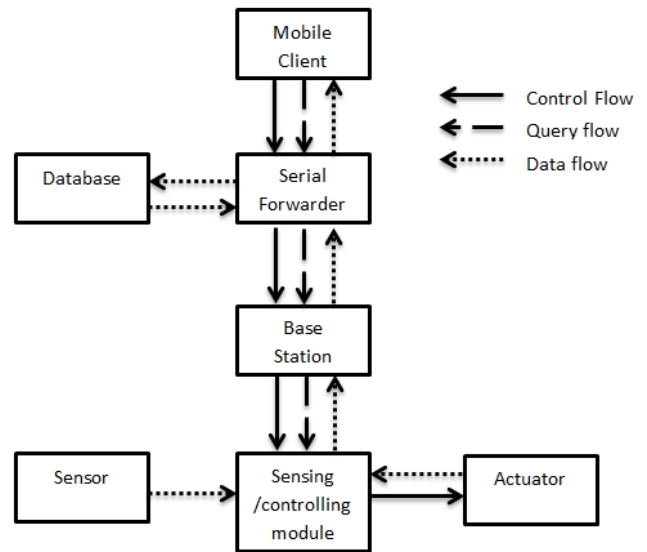 Mobile
Client
Control Flow
Query flow
Data flow
Database
Serial
Forwarder
Base
Station
Sensor
Sensing
/controlling
module
Actuator